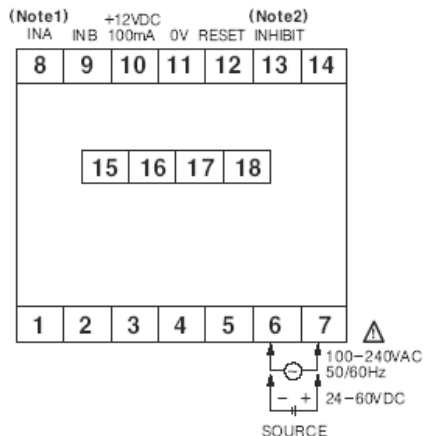 (Note1) (Note2)
INA INB +12VDC 100mA 0V RESET INHIBIT
8 9 10 11 12 13 14
15 16 17 18
1 2 3 4 5 6 7
100-240VAC
50/60Hz
- + 24-60VDC
SOURCE